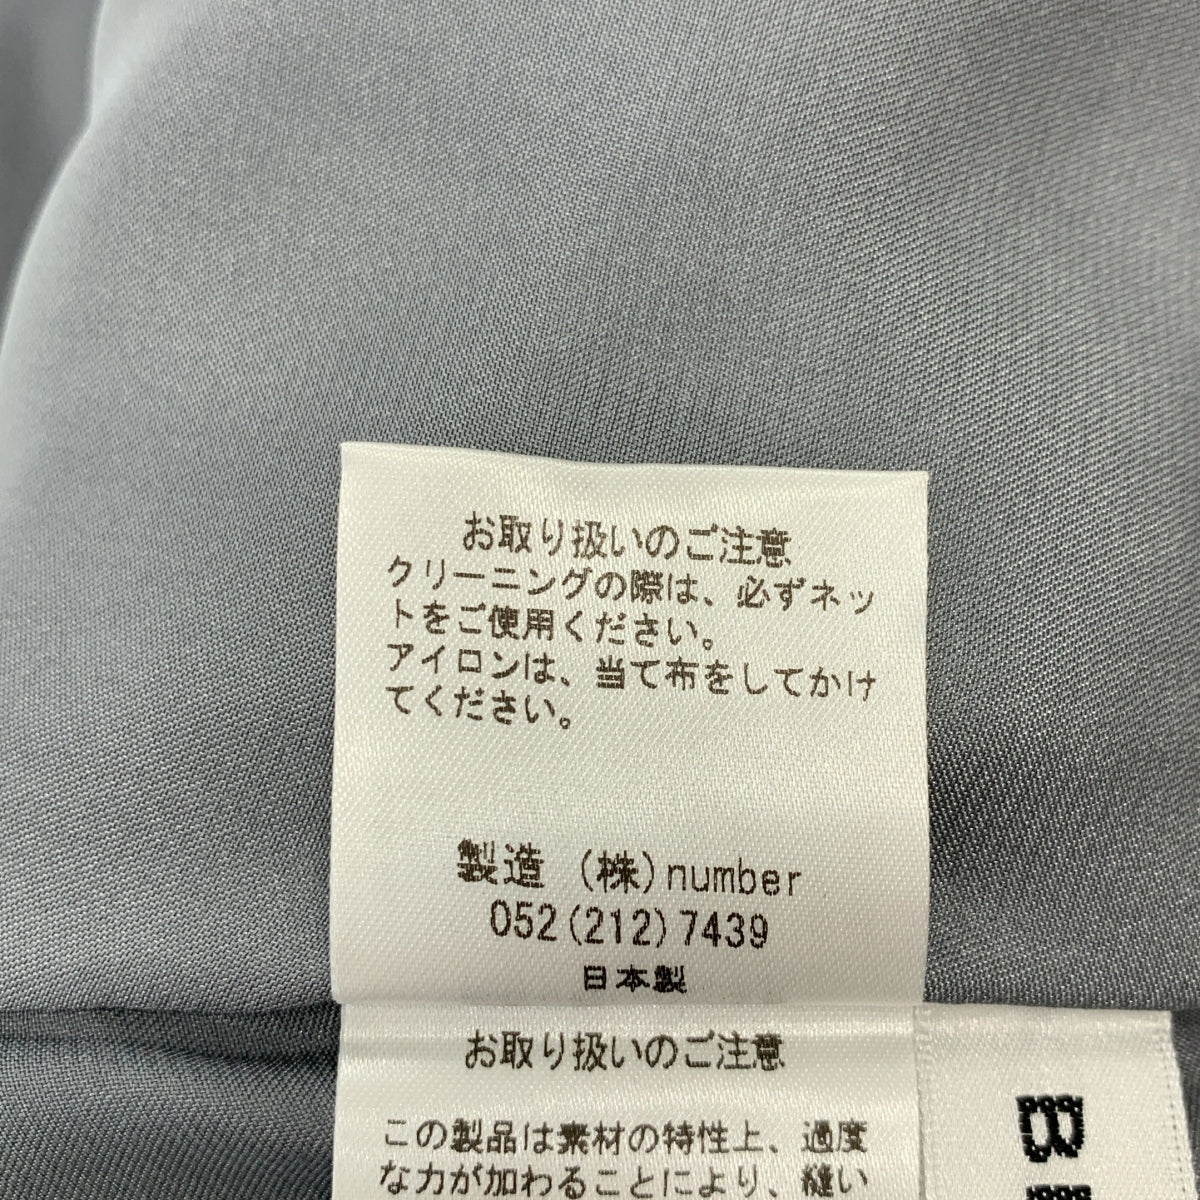 お取り扱いのご注意
クリーニングの際は、必ずネッ
トをご使用ください。
アイロンは、当て布をしてかけ
てください。
製造 (株)number
052(212)7439
日本製
お取り扱いのご注意
この製品は素材の特性上、過度
な力が加わることにより、縫い
B